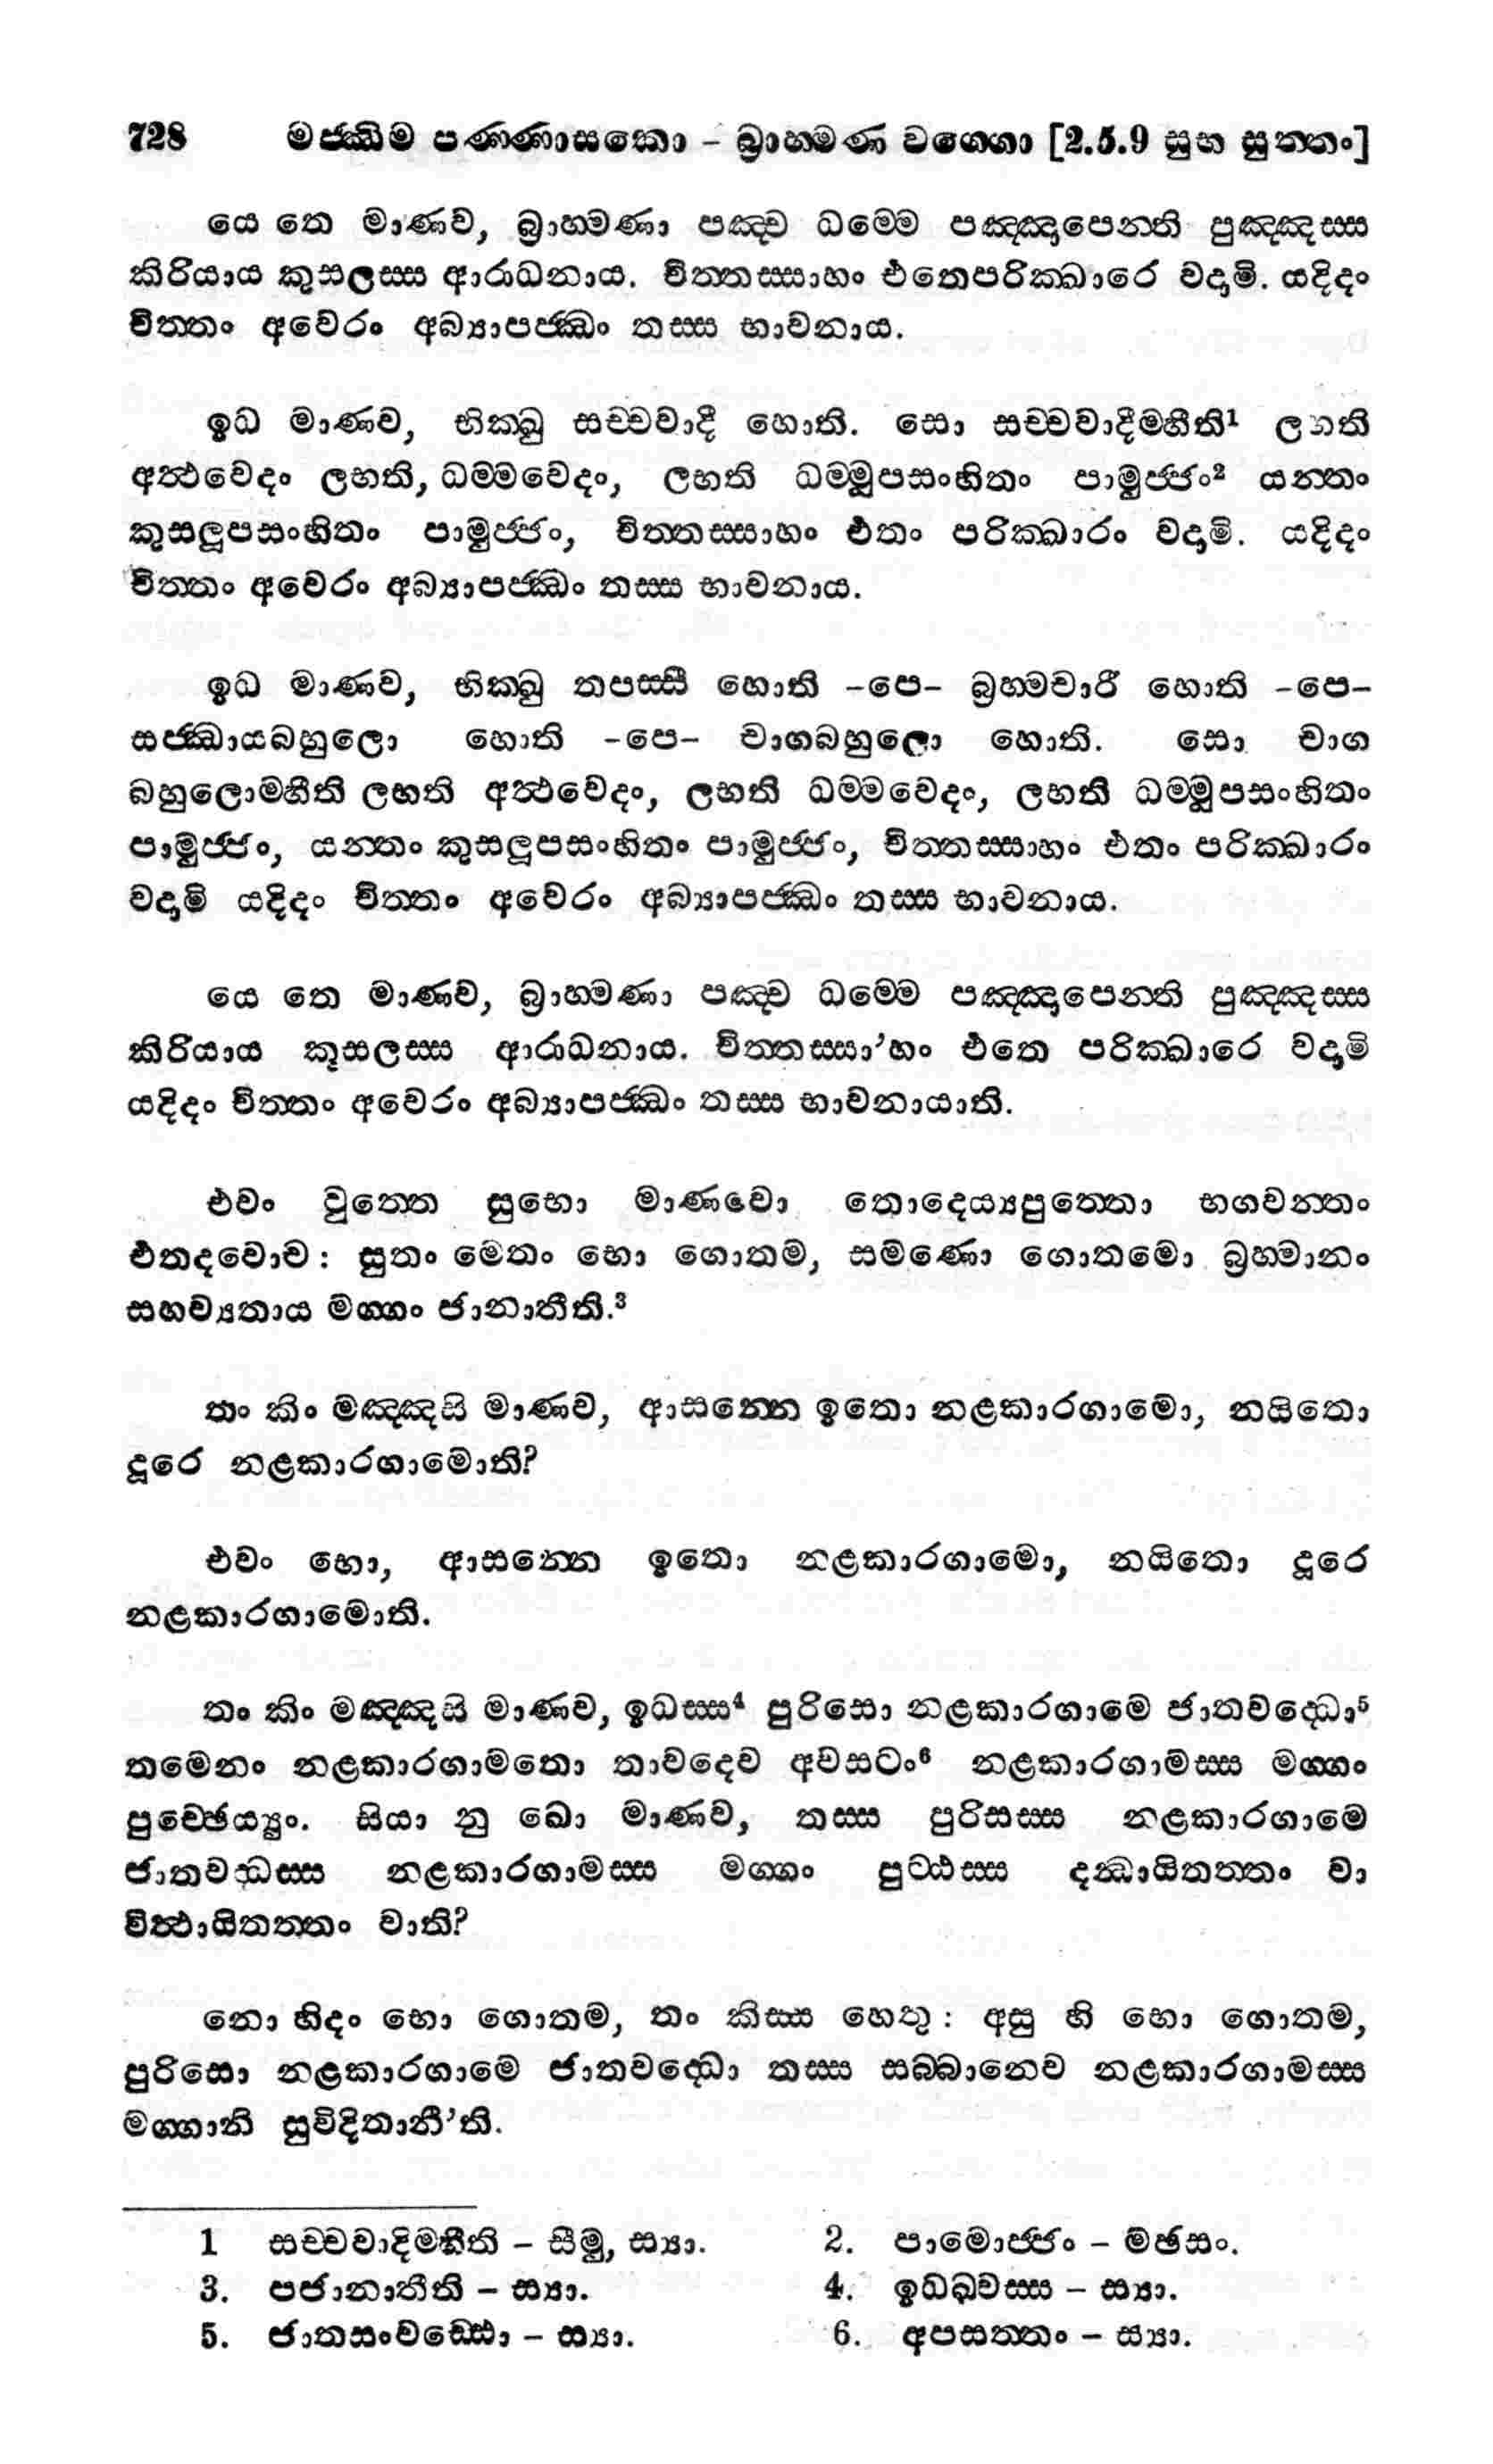 728 මජ්ඣිම පණ්ණාසකො - බ්‍රාහ්මණ වග්ගො [2.5.9 සුභ සුත්තං]
යෙ තෙ මාණව, බ්‍රාහ්මණා පඤ්ච ධම්මෙ පඤ්ඤාපෙන්ති පුඤ්ඤස්ස
කිරියාය කුසලස්ස ආරාධනාය. චිත්තස්සාහං එතෙපරික්ඛාරෙ වදාමි. යදිදං
චිත්තං අවෙරං අබ්‍යාපජ්ඣං තස්ස භාවනාය.
ඉධ මාණව, භික්ඛු සච්චවාදී හොති. සො සච්චවාදීම්හීති¹ ලභති
අත්ථවෙදං ලභති, ධම්මවෙදං, ලභති ධම්මූපසංහිතං පාමුජ්ජං² යන්තං
කුසලූපසංහිතං පාමුජ්ජං, චිත්තස්සාහං එතං පරික්ඛාරං වදාමි. යදිදං
චිත්තං අවෙරං අබ්‍යාපජ්ඣං තස්ස භාවනාය.
ඉධ මාණව, භික්ඛු තපස්සී හොති -පෙ- බ්‍රහ්මචාරී හොති -පෙ-
සජ්ඣායබහුලො හොති -පෙ- චාගබහුලො හොති. සො චාග
බහුලොම්හීති ලභති අත්ථවෙදං, ලභති ධම්මවෙදං, ලභති ධම්මූපසංහිතං
පාමුජ්ජං, යන්තං කුසලූපසංහිතං පාමුජ්ජං, චිත්තස්සාහං එතං පරික්ඛාරං
වදාමි යදිදං චිත්තං අවෙරං අබ්‍යාපජ්ඣං තස්ස භාවනාය.
යෙ තෙ මාණව, බ්‍රාහ්මණා පඤ්ච ධම්මෙ පඤ්ඤාපෙන්ති පුඤ්ඤස්ස
කිරියාය කුසලස්ස ආරාධනාය. චිත්තස්සා'හං එතෙ පරික්ඛාරෙ වදාමි
යදිදං චිත්තං අවෙරං අබ්‍යාපජ්ඣං තස්ස භාවනායාති.
එවං වුත්තෙ සුභො මාණවො තොදෙය්‍යපුත්තො භගවන්තං
එතදවොච: සුතං මෙතං භො ගොතම, සමණො ගොතමො බ්‍රහ්මානං
සහව්‍යතාය මග්ගං ජානාතීති.³
තං කිං මඤ්ඤසි මාණව, ආසන්නෙ ඉතො නළකාරගාමො, නයිතො
දූරෙ නළකාරගාමොති?
එවං භො, ආසන්නෙ ඉතො නළකාරගාමො, නයිතො දූරෙ
නළකාරගාමොති.
තං කිං මඤ්ඤසි මාණව, ඉධස්ස⁴ පුරිසො නළකාරගාමෙ ජාතවද්ධො⁵
තමෙනං නළකාරගාමතො තාවදෙව අවසටං⁶ නළකාරගාමස්ස මග්ගං
පුච්ඡෙය්‍යුං. සියා නු ඛො මාණව, තස්ස පුරිසස්ස නළකාරගාමෙ
ජාතවද්ධස්ස නළකාරගාමස්ස මග්ගං පුට්ඨස්ස දන්ධායිතත්තං වා
විත්ථායිතත්තං වාති?
නො හිදං භො ගොතම, තං කිස්ස හෙතු: අසු හි භො ගොතම,
පුරිසො නළකාරගාමෙ ජාතවද්ධො තස්ස සබ්බානෙව නළකාරගාමස්ස
මග්ගානි සුවිදිතානී'ති.
1 සච්චවාදිම්හීති - සීමු, ස්‍යා. 2. පාමොජ්ජං - මජසං.
3. පජානාතීති - ස්‍යා. 4. ඉධඛ්වස්ස - ස්‍යා.
5. ජාතසංවඩ්ඪො - ස්‍යා. 6. අපසත්තං - ස්‍යා.